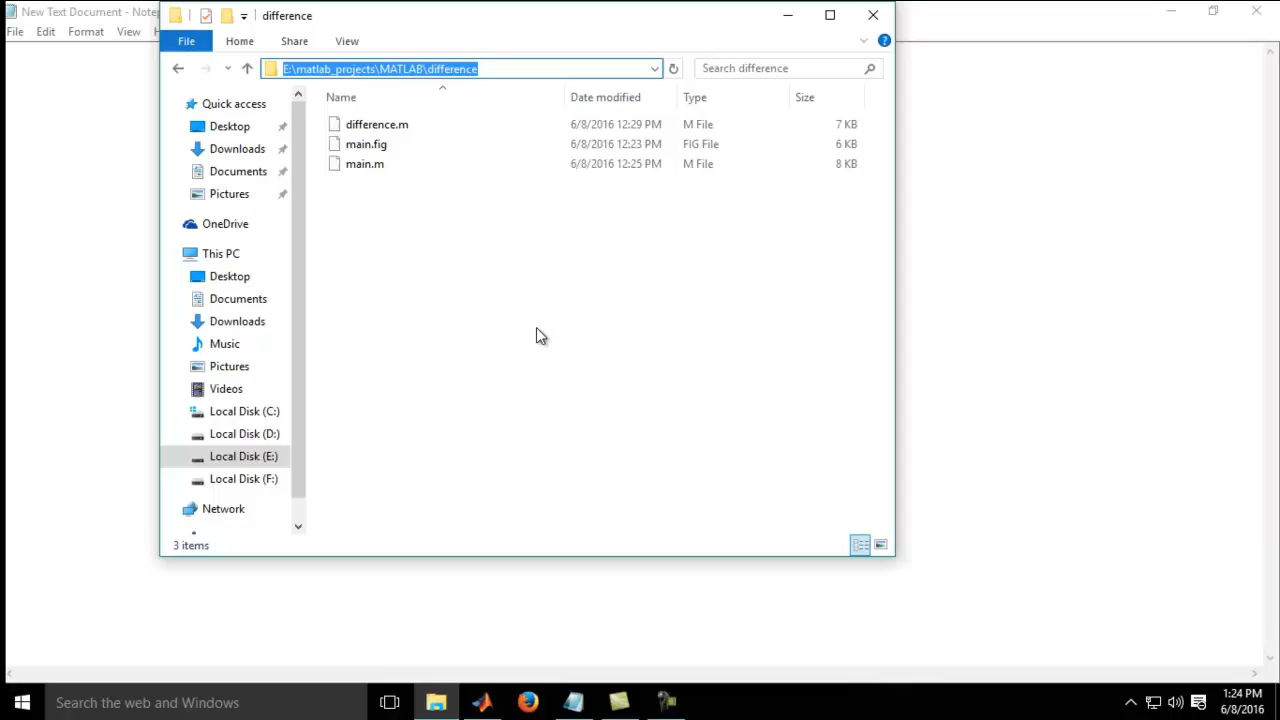 New Text Document - Notep
File Edit Format View H
difference
File Home Share View
E:\matlab_projects\MATLAB\difference
Search difference
Name Date modified Type Size
difference.m 6/8/2016 12:29 PM M File 7 KB
main.fig 6/8/2016 12:23 PM FIG File 6 KB
main.m 6/8/2016 12:25 PM M File 8 KB
Quick access
Desktop
Downloads
Documents
Pictures
OneDrive
This PC
Desktop
Documents
Downloads
Music
Pictures
Videos
Local Disk (C:)
Local Disk (D:)
Local Disk (E:)
Local Disk (F:)
Network
3 items
Search the web and Windows
1:24 PM
6/8/2016